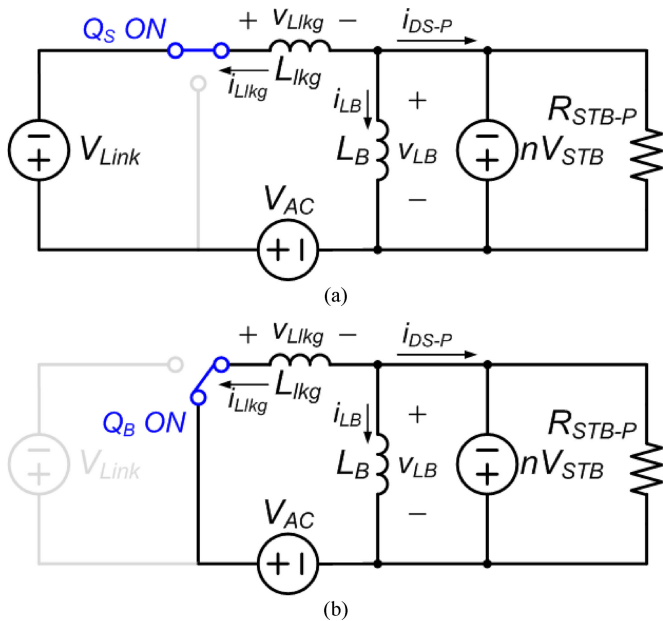 Q_S ON
+ v_Llkg −
i_DS-P
i_Llkg
L_lkg
i_LB
+
R_STB-P
− + V_Link
L_B
v_LB
− + nV_STB
V_AC
−
+ −
(a)
+ v_Llkg −
i_DS-P
i_Llkg
L_lkg
Q_B ON
i_LB
+
R_STB-P
− + V_Link
L_B
v_LB
− + nV_STB
V_AC
−
+ −
(b)